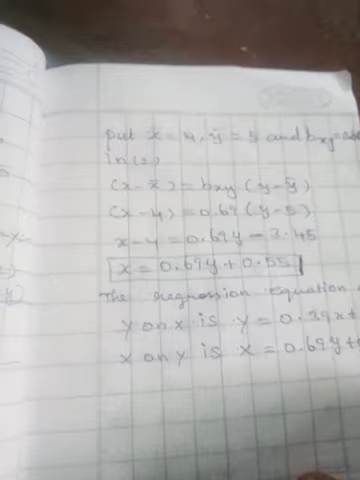 put x̄ = 4, ȳ = 5 and bxy =
in (2)
(x - x̄) = bxy (y - ȳ)
(x - 4) = 0.69 (y - 5)
x - 4 = 0.69y - 3.45
x = 0.69y + 0.55
The regression equation
y on x is y = 0.29x +
x on y is x = 0.69y +